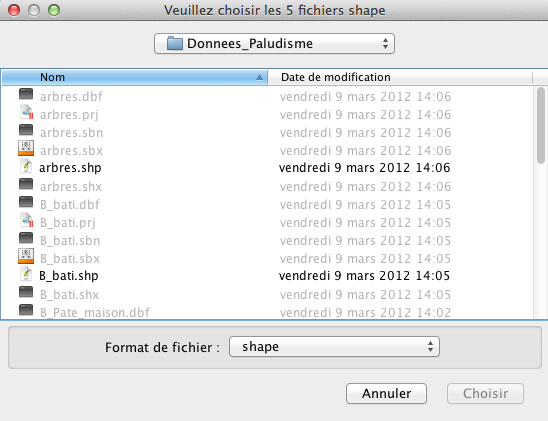 Veuillez choisir les 5 fichiers shape
Donnees_Paludisme
Nom Date de modification
arbres.dbf vendredi 9 mars 2012 14:06
arbres.prj vendredi 9 mars 2012 14:06
arbres.sbn vendredi 9 mars 2012 14:06
arbres.sbx vendredi 9 mars 2012 14:06
arbres.shp vendredi 9 mars 2012 14:06
arbres.shx vendredi 9 mars 2012 14:06
B_bati.dbf vendredi 9 mars 2012 14:05
B_bati.prj vendredi 9 mars 2012 14:05
B_bati.sbn vendredi 9 mars 2012 14:05
B_bati.sbx vendredi 9 mars 2012 14:05
B_bati.shp vendredi 9 mars 2012 14:05
B_bati.shx vendredi 9 mars 2012 14:05
B_Pate_maison.dbf vendredi 9 mars 2012 14:02
Format de fichier : shape
Annuler Choisir